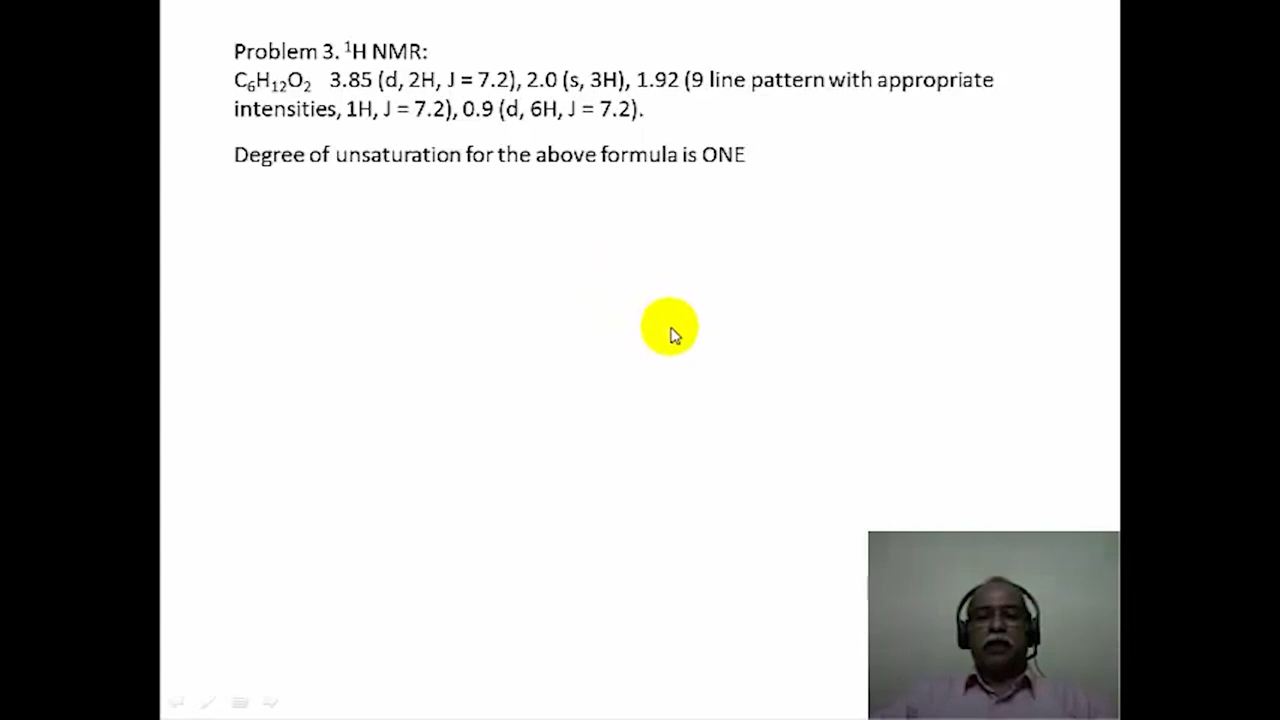 Problem 3. ¹H NMR:
C₆H₁₂O₂ 3.85 (d, 2H, J = 7.2), 2.0 (s, 3H), 1.92 (9 line pattern with appropriate
intensities, 1H, J = 7.2), 0.9 (d, 6H, J = 7.2).
Degree of unsaturation for the above formula is ONE